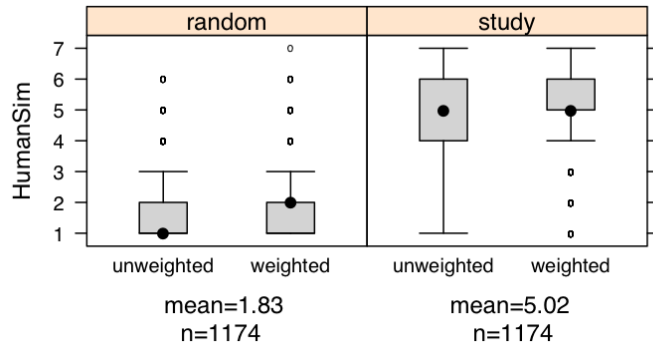 random study
HumanSim
7
6
5
4
3
2
1
unweighted weighted unweighted weighted
mean=1.83 mean=5.02
n=1174 n=1174